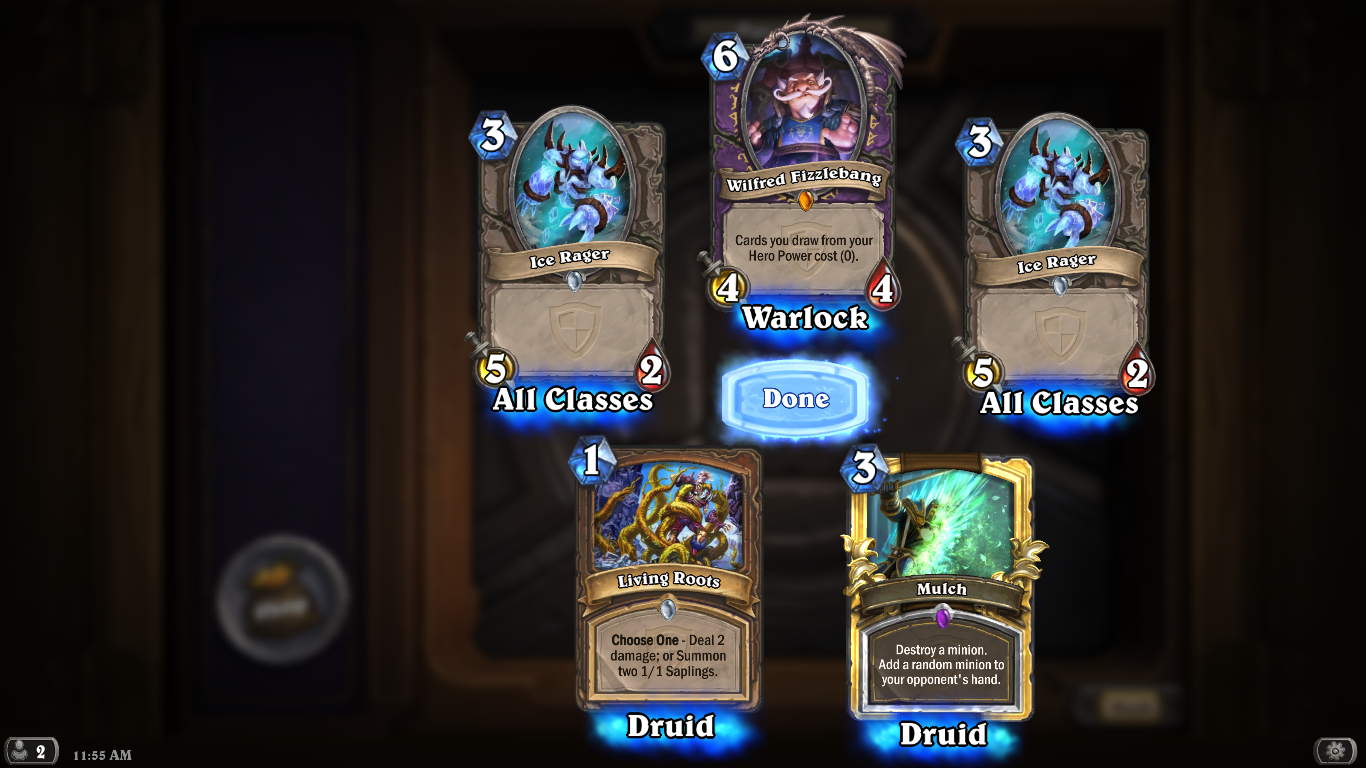 6
Wilfred Fizzlebang
Cards you draw from your
Hero Power cost (0).
4
4
Warlock
3
Ice Rager
5
2
All Classes
3
Ice Rager
5
2
All Classes
Done
1
Living Roots
Choose One - Deal 2
damage; or Summon
two 1/1 Saplings.
Druid
3
Mulch
Destroy a minion.
Add a random minion to
your opponent's hand.
Druid
2
11:55 AM